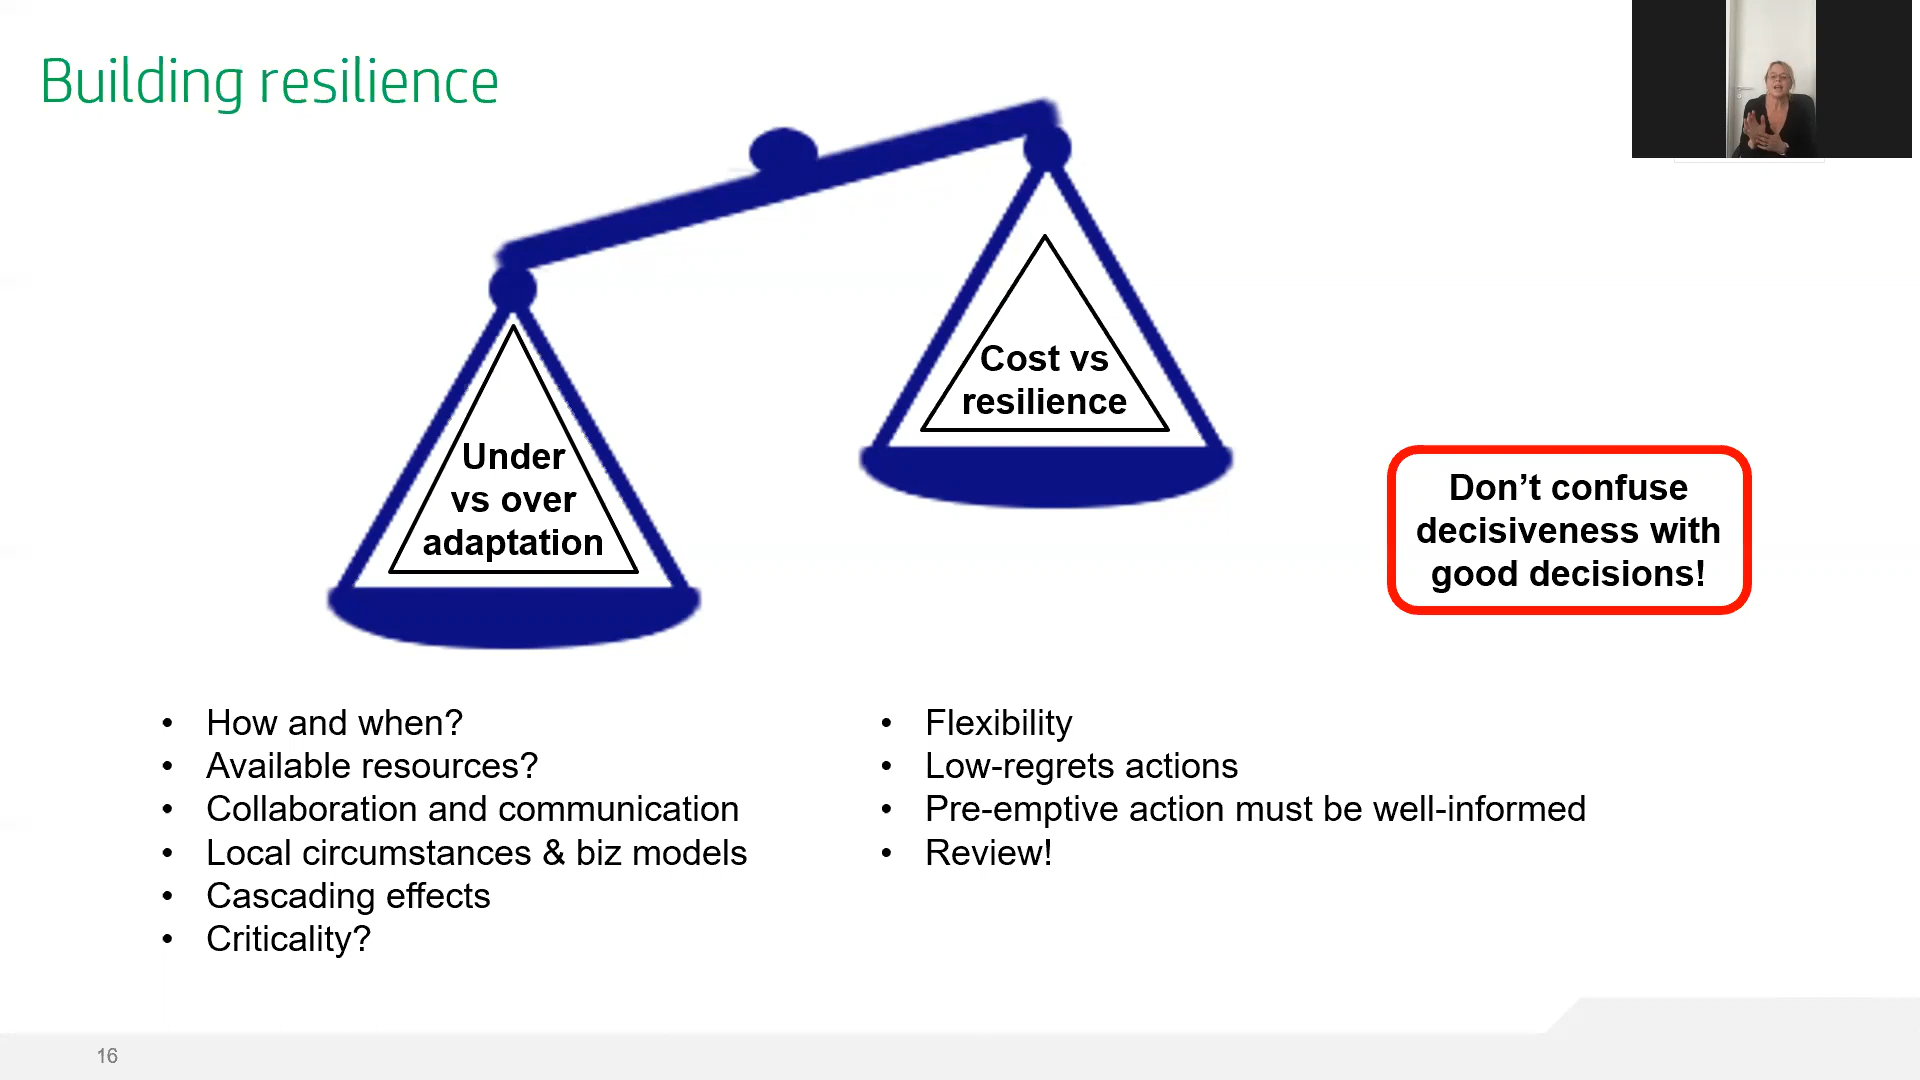 Building resilience
Cost vs
resilience
Under
vs over
adaptation
Don’t confuse
decisiveness with
good decisions!
• How and when?
• Available resources?
• Collaboration and communication
• Local circumstances & biz models
• Cascading effects
• Criticality?
• Flexibility
• Low-regrets actions
• Pre-emptive action must be well-informed
• Review!
16